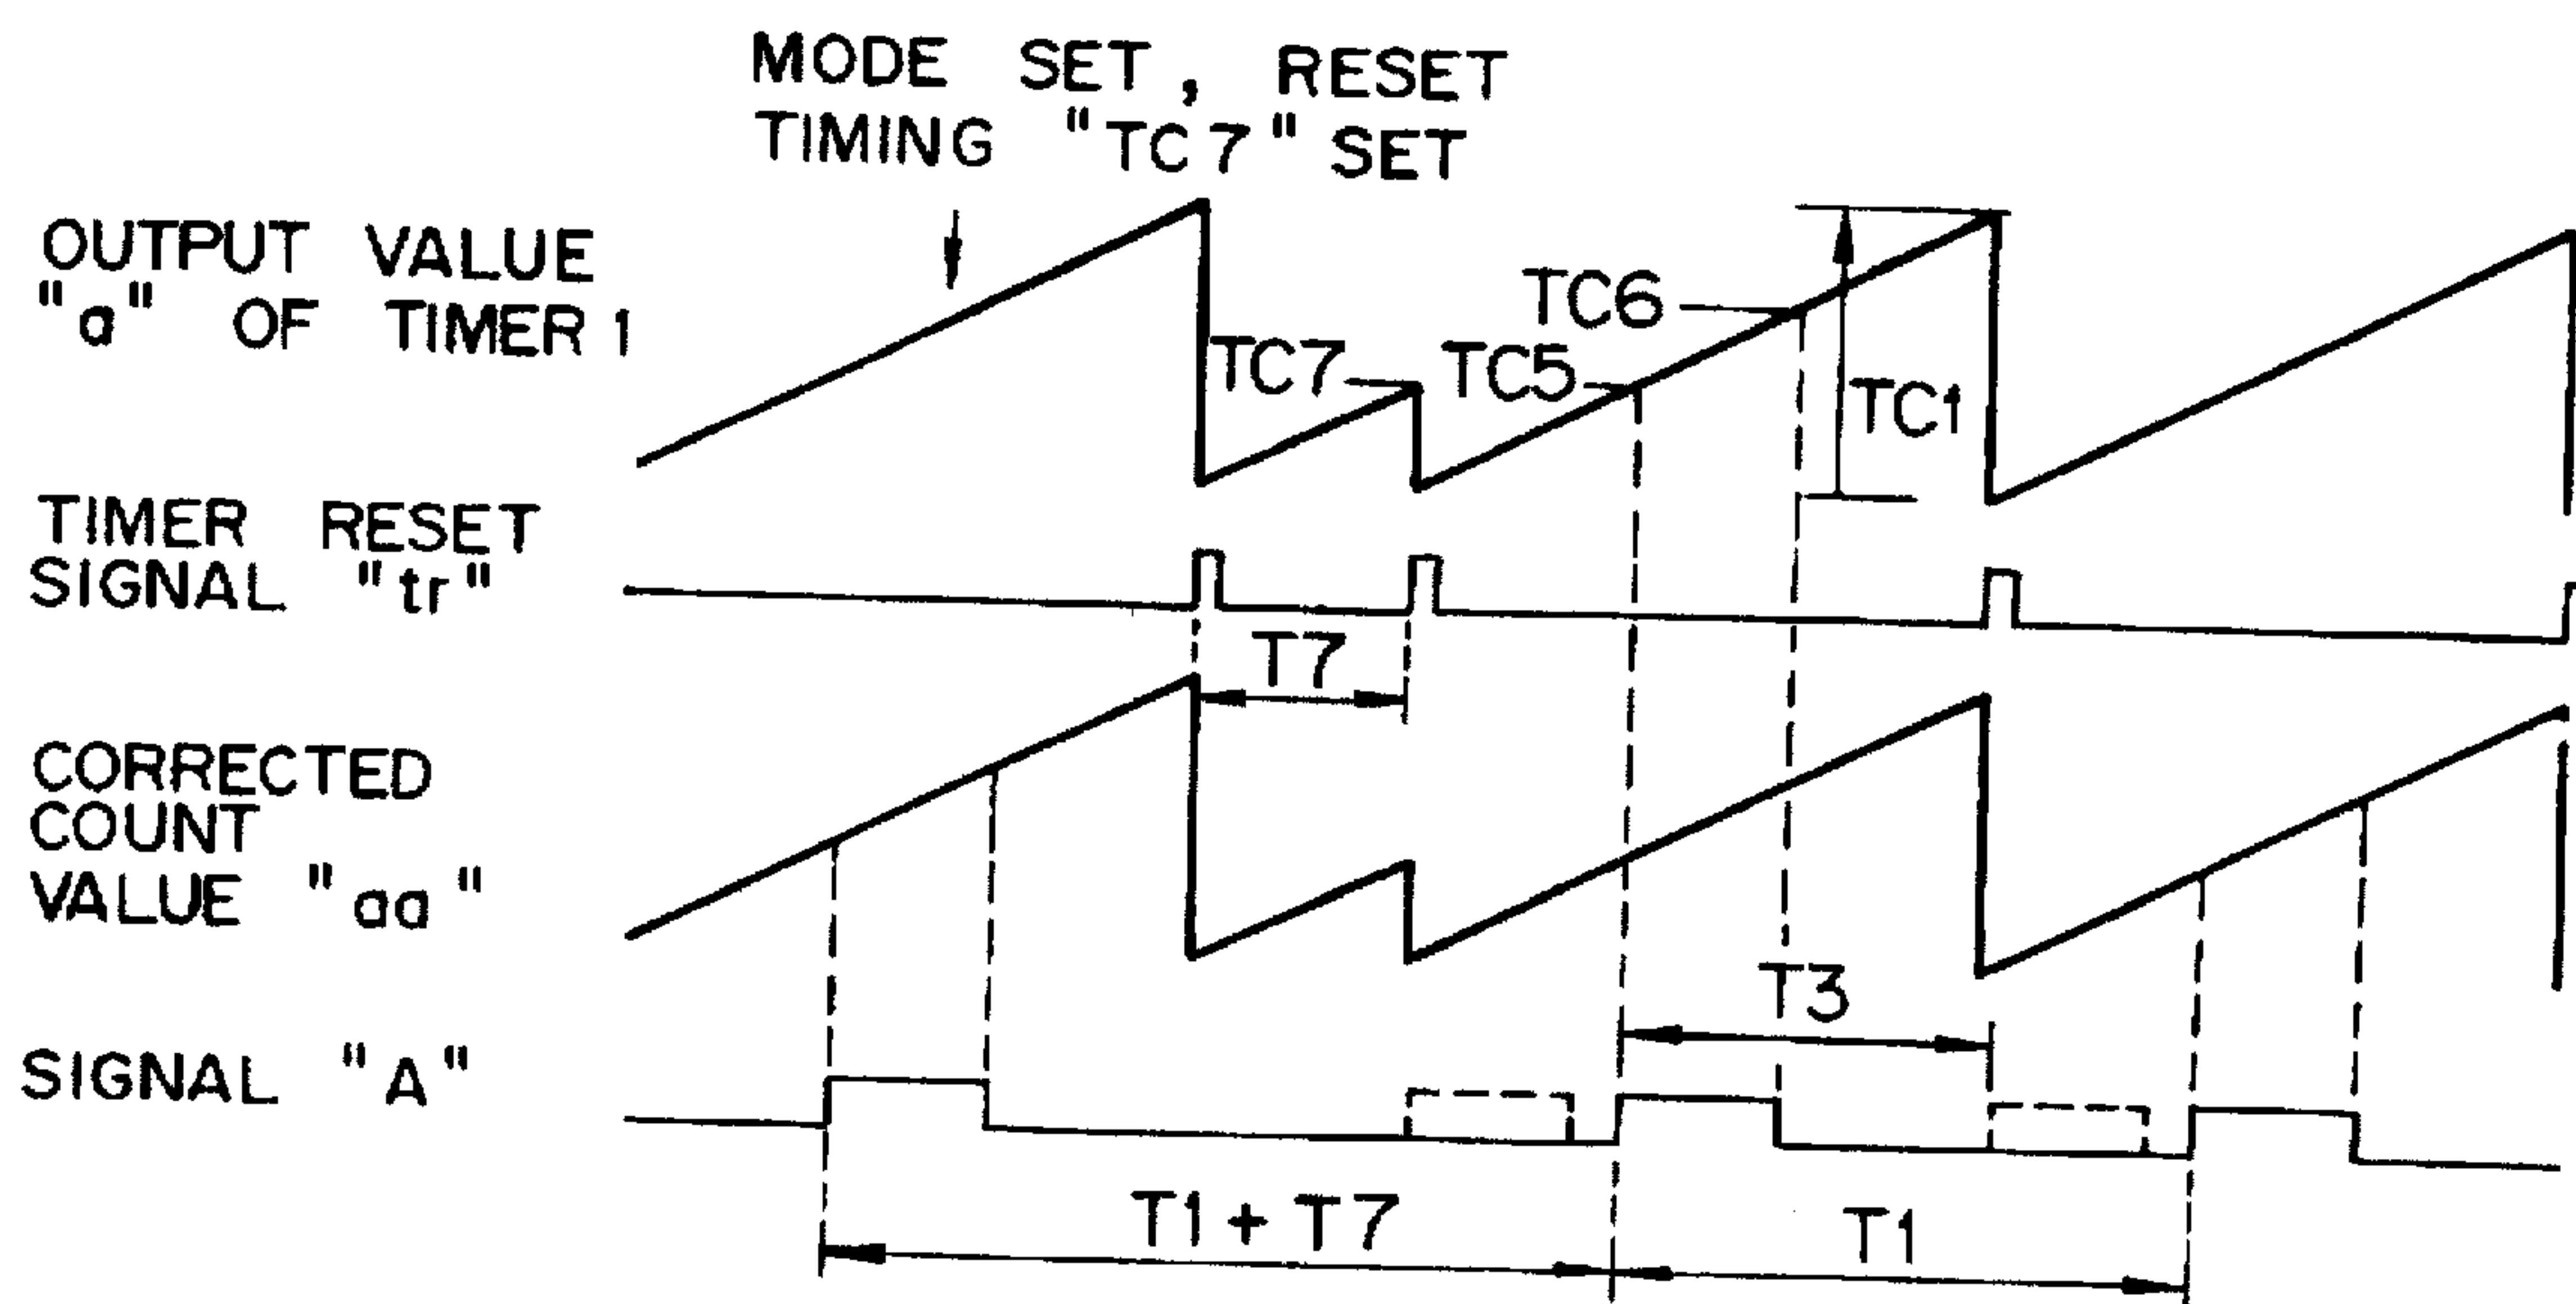 MODE SET, RESET
TIMING "TC7" SET
OUTPUT VALUE
"a" OF TIMER 1
TC6
TC7
TC5
TC1
TIMER RESET
SIGNAL "tr"
T7
CORRECTED
COUNT
VALUE "aa"
T3
SIGNAL "A"
T1 + T7
T1